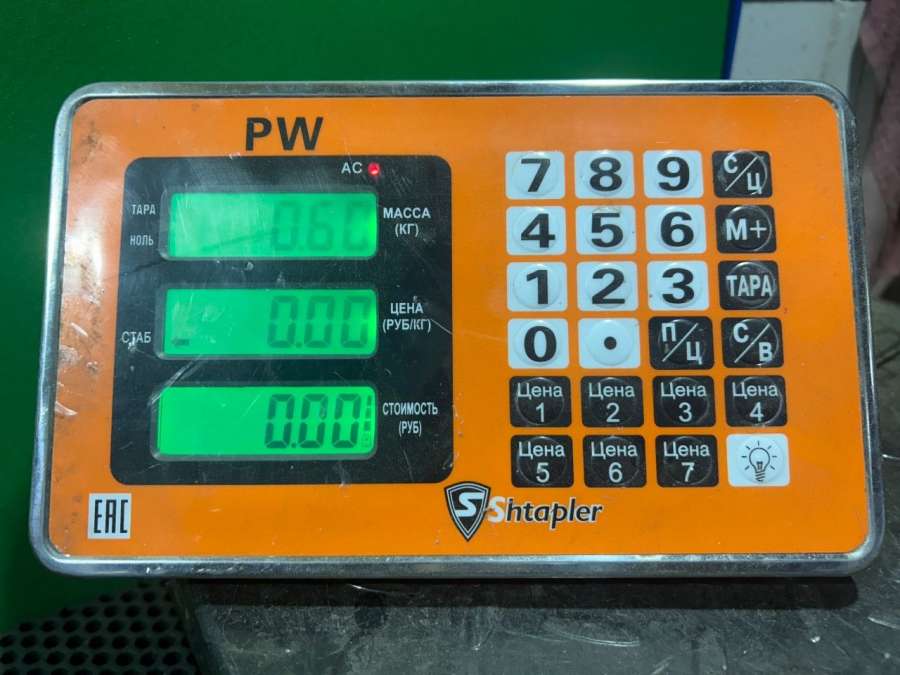 PW
AC
ТАРА
НОЛЬ
0.60
МАССА
(КГ)
СТАБ
0.00
ЦЕНА
(РУБ/КГ)
0.00
СТОИМОСТЬ
(РУБ)
7 8 9 С/Ц
4 5 6 М+
1 2 3 ТАРА
0 • П/Ц С/В
Цена 1 Цена 2 Цена 3 Цена 4
Цена 5 Цена 6 Цена 7
EAC
S Shtapler